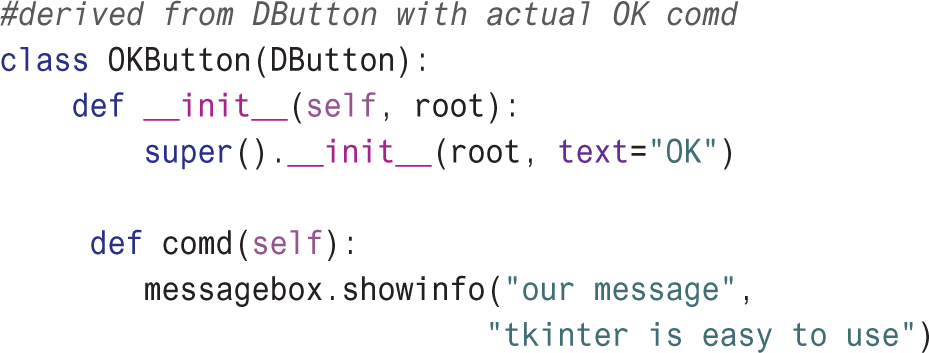 #derived from DButton with actual OK comd
class OKButton(DButton):
    def __init__(self, root):
        super().__init__(root, text="OK")

     def comd(self):
        messagebox.showinfo("our message",
                           "tkinter is easy to use")